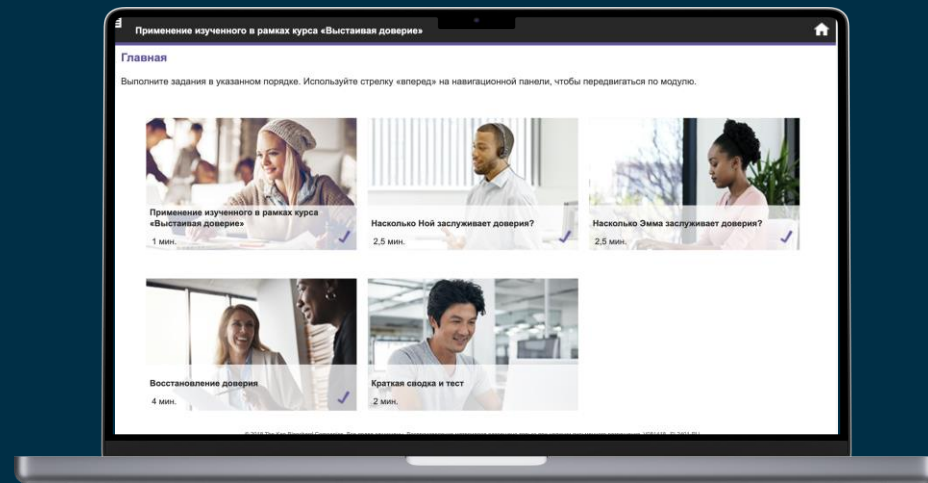 Применение изученного в рамках курса «Выстаивая доверие»
Главная
Выполните задания в указанном порядке. Используйте стрелку «вперед» на навигационной панели, чтобы передвигаться по модулю.
Применение изученного в рамках курса
«Выстаивая доверие»
1 мин.
Насколько Ной заслуживает доверия?
2,5 мин.
Насколько Эмма заслуживает доверия?
2,5 мин.
Восстановление доверия
4 мин.
Краткая сводка и тест
2 мин.